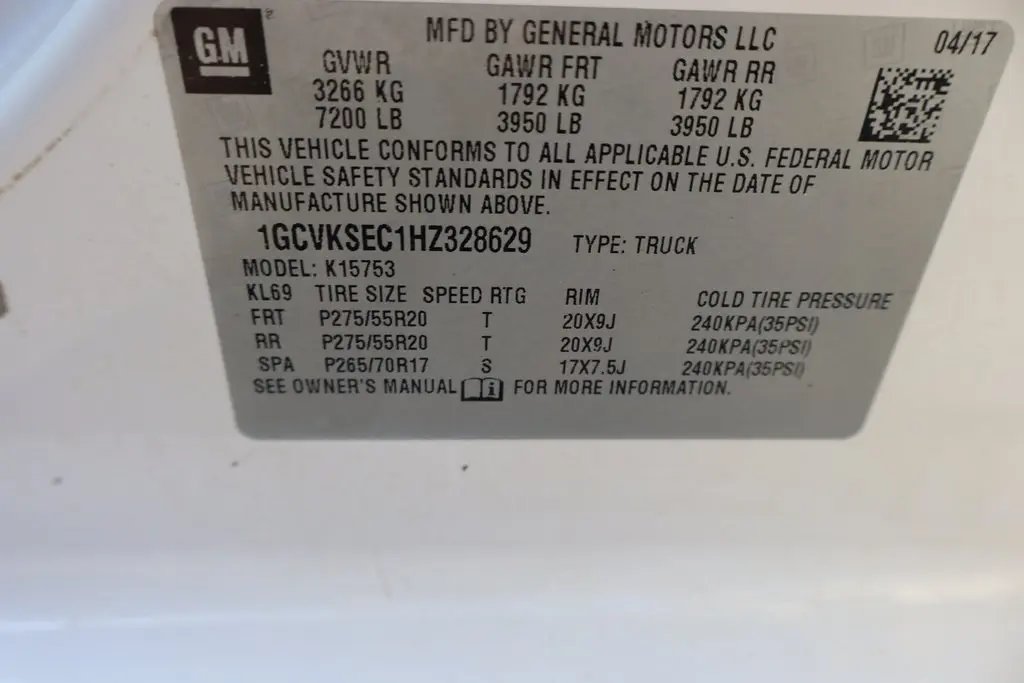 GM
MFD BY GENERAL MOTORS LLC 04/17
GVWR GAWR FRT GAWR RR
3266 KG 1792 KG 1792 KG
7200 LB 3950 LB 3950 LB
THIS VEHICLE CONFORMS TO ALL APPLICABLE U.S. FEDERAL MOTOR
VEHICLE SAFETY STANDARDS IN EFFECT ON THE DATE OF
MANUFACTURE SHOWN ABOVE.
1GCVKSEC1HZ328629 TYPE: TRUCK
MODEL: K15753
KL69 TIRE SIZE SPEED RTG RIM COLD TIRE PRESSURE
FRT P275/55R20 T 20X9J 240KPA(35PSI)
RR P275/55R20 T 20X9J 240KPA(35PSI)
SPA P265/70R17 S 17X7.5J 240KPA(35PSI)
SEE OWNER'S MANUAL FOR MORE INFORMATION.